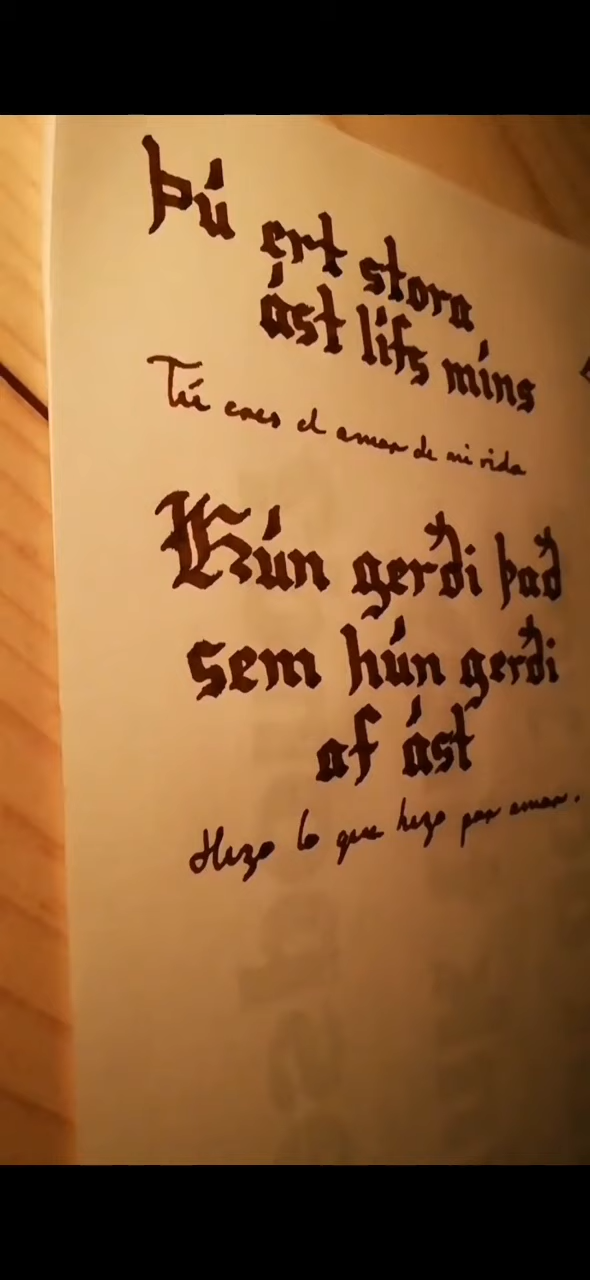 Þú ert stora
ást lífs míns
Tú eres el amor de mi vida
Hún gerði það
sem hún gerði
af ást
Hizo lo que hizo por amor.